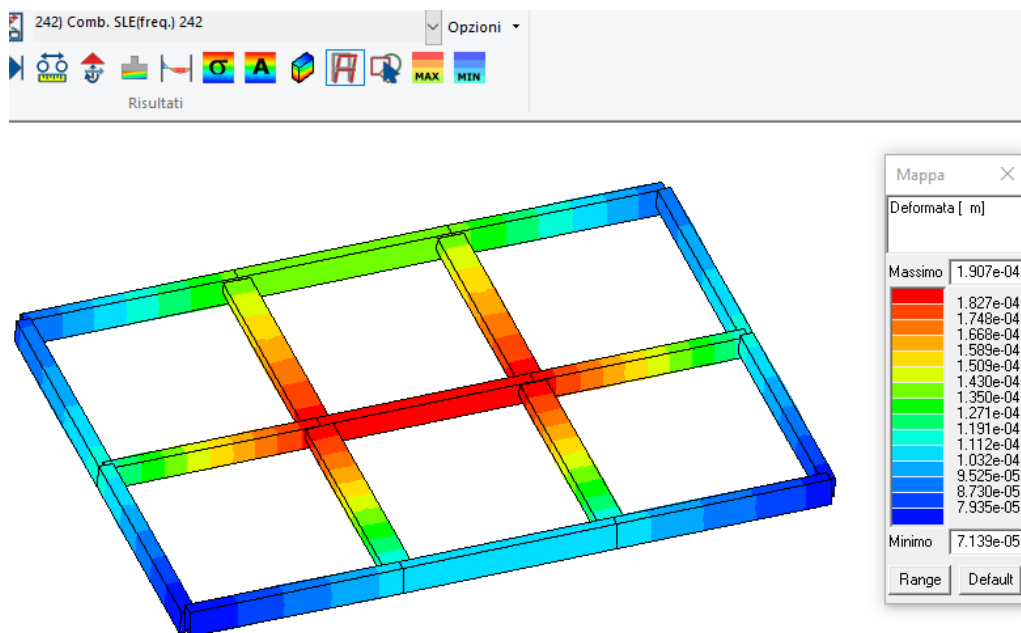 242) Comb. SLE(freq.) 242
Opzioni
σ
A
MAX
MIN
Risultati
Mappa
Deformata [ m]
Massimo 1.907e-04
1.827e-04
1.748e-04
1.668e-04
1.589e-04
1.509e-04
1.430e-04
1.350e-04
1.271e-04
1.191e-04
1.112e-04
1.032e-04
9.525e-05
8.730e-05
7.935e-05
Minimo 7.139e-05
Range Default